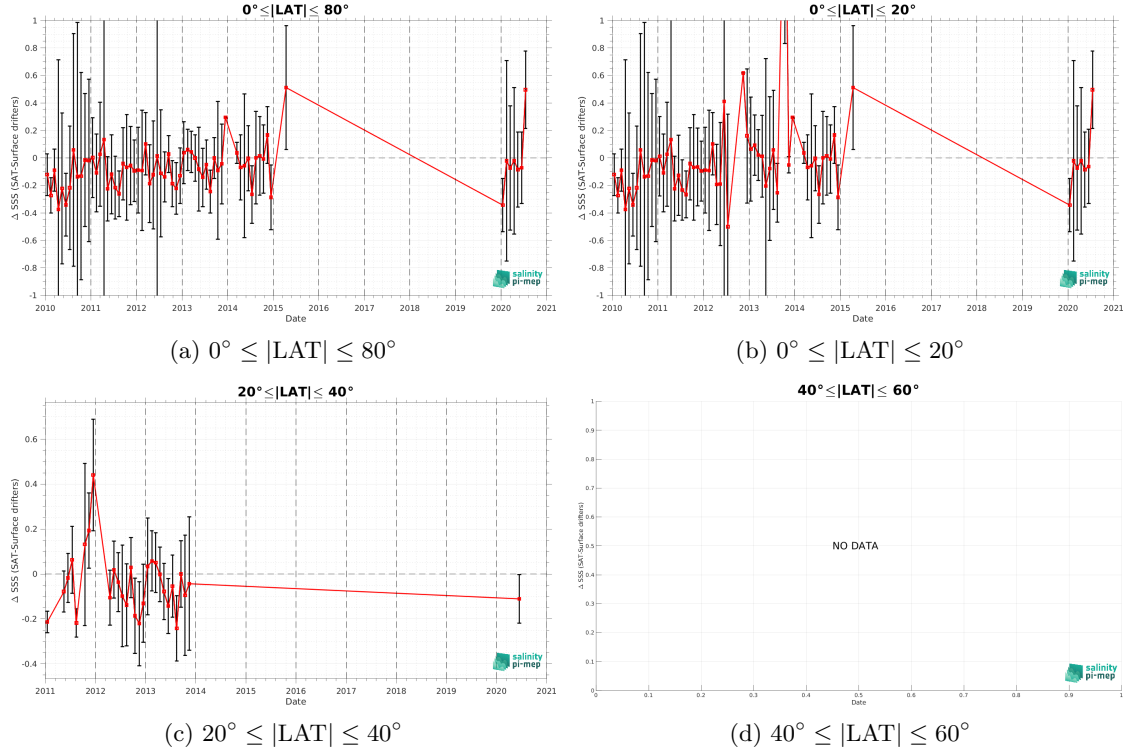 0°≤|LAT|≤ 80°
Δ SSS (SAT-Surface drifters)
1
0.8
0.6
0.4
0.2
0
-0.2
-0.4
-0.6
-0.8
-1
2010 2011 2012 2013 2014 2015 2016 2017 2018 2019 2020 2021
Date
salinity
pi-mep
(a) 0° ≤ |LAT| ≤ 80°
0°≤|LAT|≤ 20°
Δ SSS (SAT-Surface drifters)
1
0.8
0.6
0.4
0.2
0
-0.2
-0.4
-0.6
-0.8
-1
2010 2011 2012 2013 2014 2015 2016 2017 2018 2019 2020 2021
Date
salinity
pi-mep
(b) 0° ≤ |LAT| ≤ 20°
20°≤|LAT|≤ 40°
Δ SSS (SAT-Surface drifters)
0.6
0.4
0.2
0
-0.2
-0.4
2011 2012 2013 2014 2015 2016 2017 2018 2019 2020 2021
Date
salinity
pi-mep
(c) 20° ≤ |LAT| ≤ 40°
40°≤|LAT|≤ 60°
Δ SSS (SAT-Surface drifters)
1
0.9
0.8
0.7
0.6
0.5
0.4
0.3
0.2
0.1
0
NO DATA
0 0.1 0.2 0.3 0.4 0.5 0.6 0.7 0.8 0.9 1
Date
salinity
pi-mep
(d) 40° ≤ |LAT| ≤ 60°